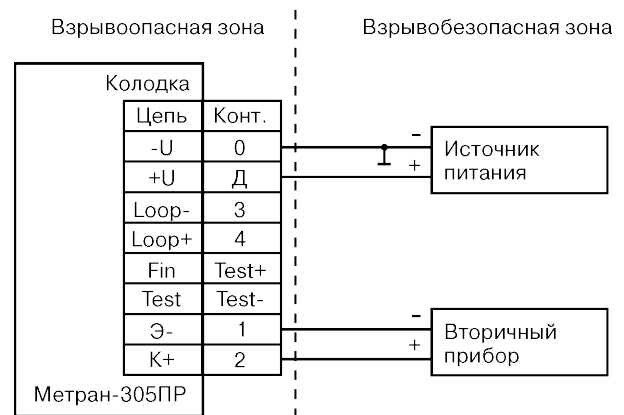 Взрывоопасная зона
Взрывобезопасная зона
Колодка
Цепь Конт.
-U 0
+U Д
Loop- 3
Loop+ 4
Fin Test+
Test Test-
Э- 1
К+ 2
Метран-305ПР
-
+
Источник
питания
-
+
Вторичный
прибор